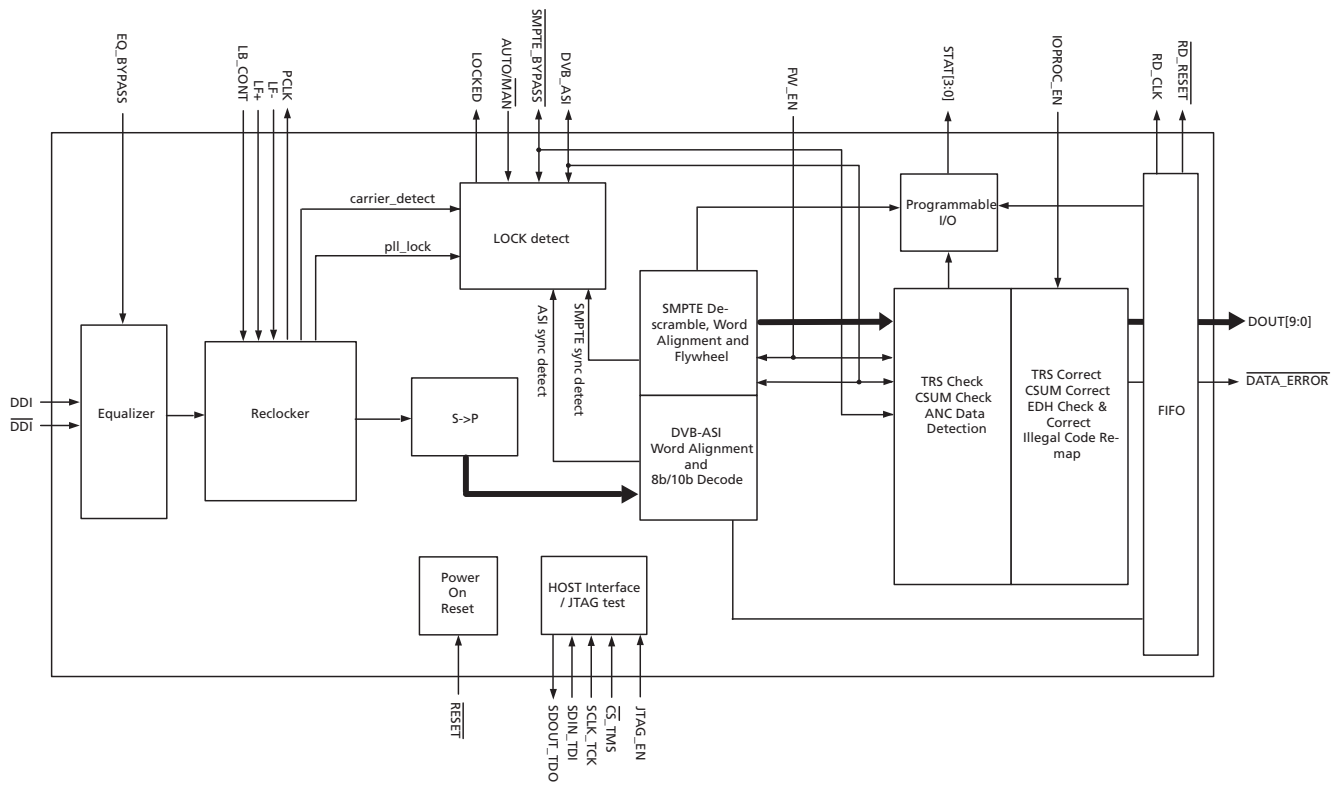 EQ_BYPASS
LB_CONT
LF+
LF-
PCLK
LOCKED
AUTO/MAN
SMPTE_BYPASS
DVB_ASI
FW_EN
STAT[3:0]
IOPROC_EN
RD_CLK
RD_RESET
carrier_detect
pll_lock
LOCK detect
Programmable
I/O
ASI sync detect
SMPTE sync detect
SMPTE De-
scramble, Word
Alignment and
Flywheel
DVB-ASI
Word Alignment
and
8b/10b Decode
TRS Check
CSUM Check
ANC Data
Detection
TRS Correct
CSUM Correct
EDH Check &
Correct
Illegal Code Re-
map
FIFO
DOUT[9:0]
DATA_ERROR
DDI
DDI
Equalizer
Reclocker
S->P
Power
On
Reset
HOST Interface
/ JTAG test
RESET
SDOUT_TDO
SDIN_TDI
SCLK_TCK
CS_TMS
JTAG_EN